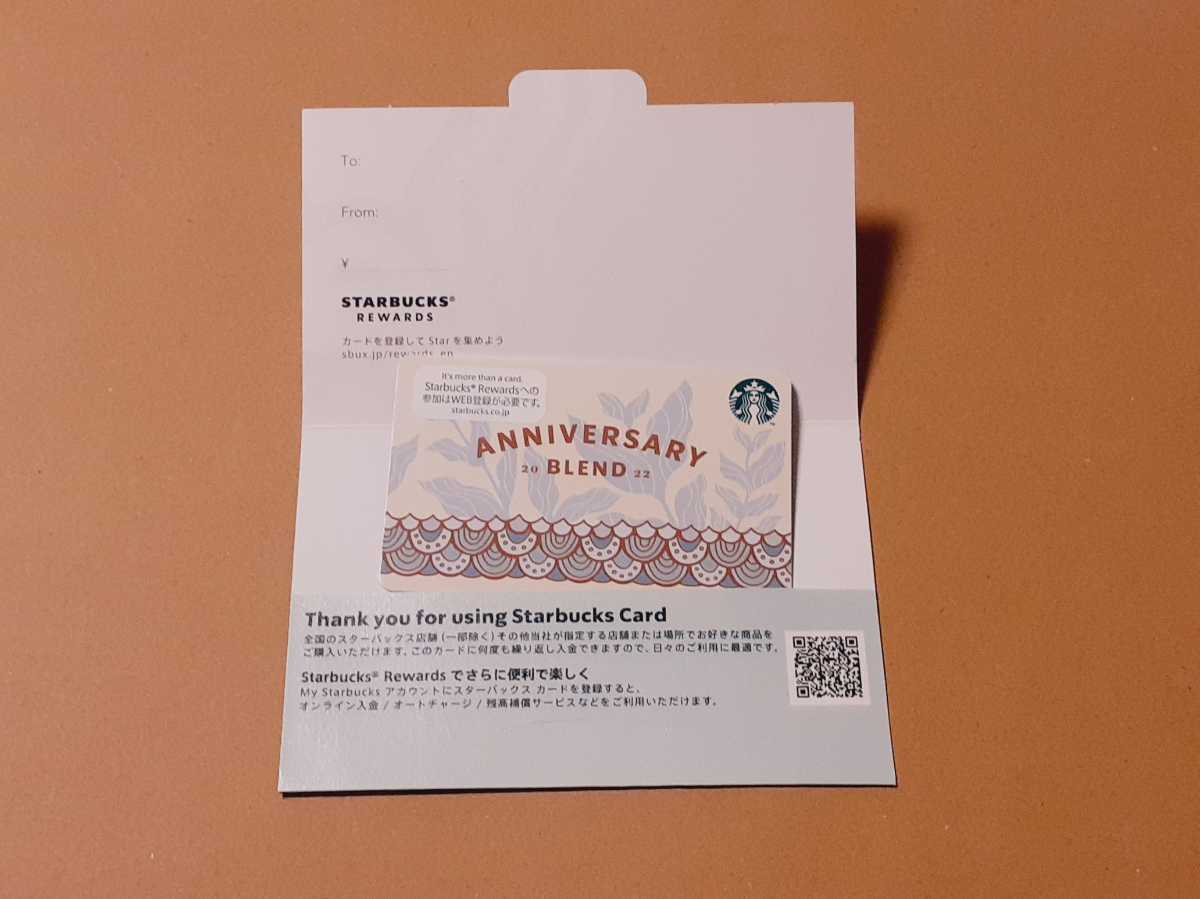 To:
From:
¥
STARBUCKS®
REWARDS
カードを登録して Star を集めよう
sbux.jp/rewards_en
It's more than a card.
Starbucks® Rewardsへの
参加はWEB登録が必要です。
starbucks.co.jp
ANNIVERSARY
20 BLEND 22
Thank you for using Starbucks Card
全国のスターバックス店舗(一部除く)その他当社が指定する店舗または場所でお好きな商品を
ご購入いただけます。このカードに何度も繰り返し入金できますので、日々のご利用に最適です。
Starbucks® Rewards でさらに便利で楽しく
My Starbucks アカウントにスターバックス カードを登録すると、
オンライン入金 / オートチャージ / 残高補償サービスなどをご利用いただけます。